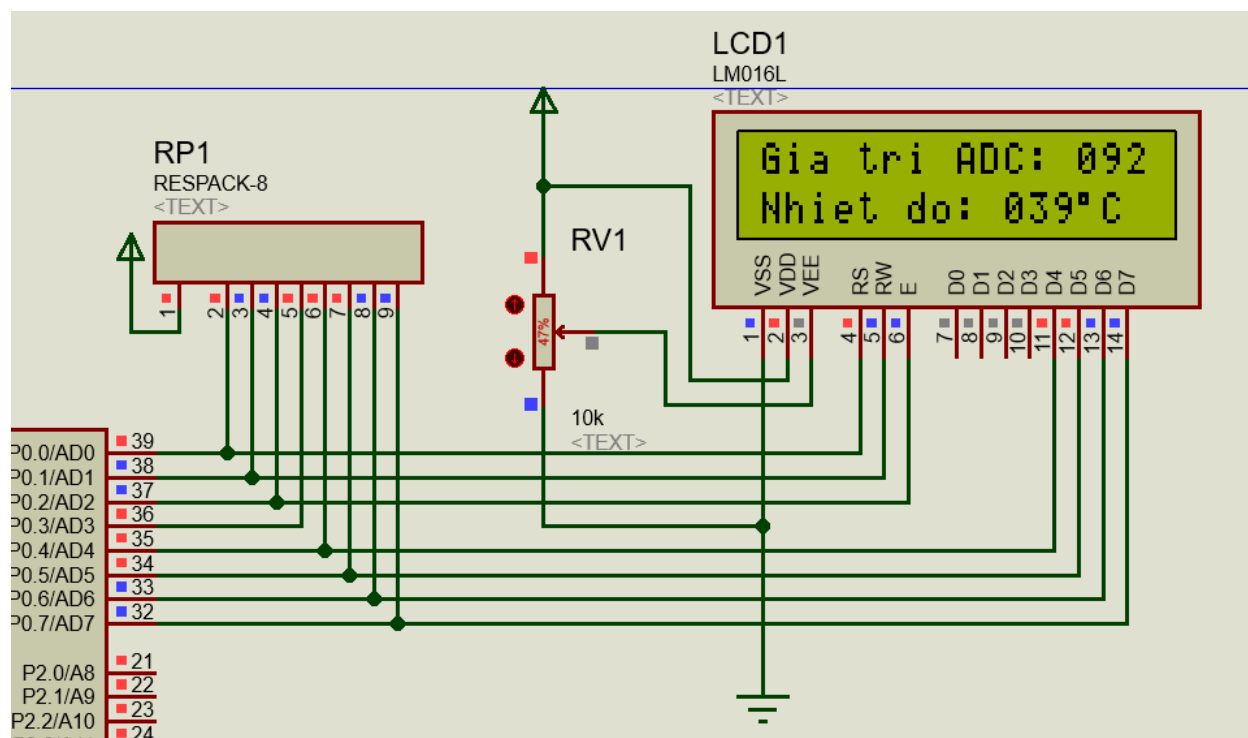 LCD1
LM016L
<TEXT>
Gia tri ADC: 092
Nhiet do: 039°C
RP1
RESPACK-8
<TEXT>
RV1
47%
10k
<TEXT>
VSS VDD VEE RS RW E D0 D1 D2 D3 D4 D5 D6 D7
1 2 3 4 5 6 7 8 9 10 11 12 13 14
1 2 3 4 5 6 7 8 9
P0.0/AD0 39
P0.1/AD1 38
P0.2/AD2 37
P0.3/AD3 36
P0.4/AD4 35
P0.5/AD5 34
P0.6/AD6 33
P0.7/AD7 32
P2.0/A8 21
P2.1/A9 22
P2.2/A10 23
24